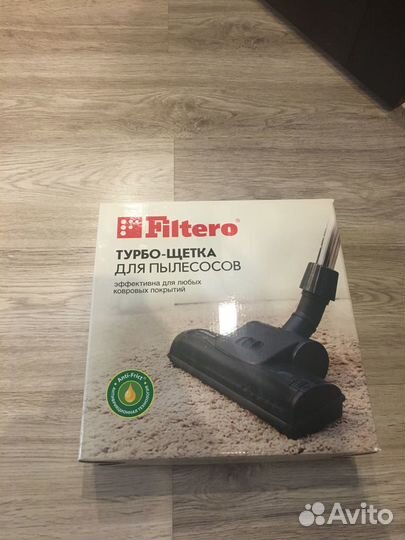 Filtero®
ТУРБО-ЩЕТКА
ДЛЯ ПЫЛЕСОСОВ
эффективна для любых
ковровых покрытий
Anti-Frict
Avito